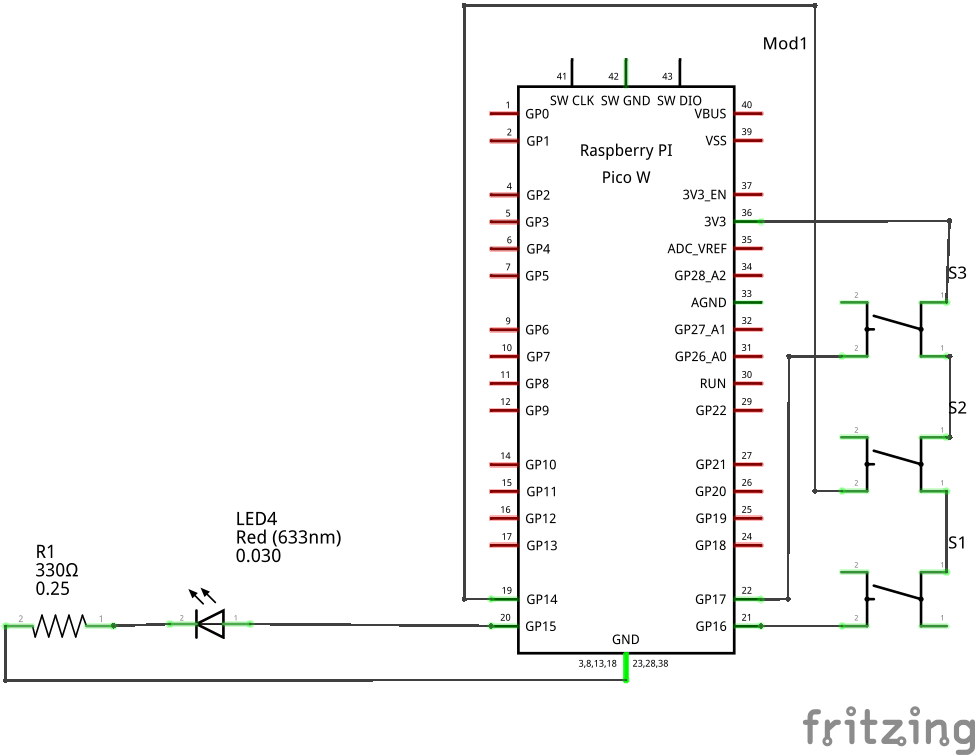 Mod1
41 42 43
SW CLK SW GND SW DIO
1 GP0 VBUS 40
2 GP1 VSS 39
Raspberry PI
Pico W
4 GP2 3V3_EN 37
5 GP3 3V3 36
6 GP4 ADC_VREF 35
7 GP5 GP28_A2 34
AGND 33
9 GP6 GP27_A1 32
10 GP7 GP26_A0 31
11 GP8 RUN 30
12 GP9 GP22 29
14 GP10 GP21 27
15 GP11 GP20 26
16 GP12 GP19 25
17 GP13 GP18 24
19 GP14 GP17 22
20 GP15 GP16 21
GND
3,8,13,18 23,28,38
S3
2 1
2 1
S2
2 1
2 1
S1
2 1
2
LED4
Red (633nm)
0.030
2 1
R1
330Ω
0.25
2 1
fritzing